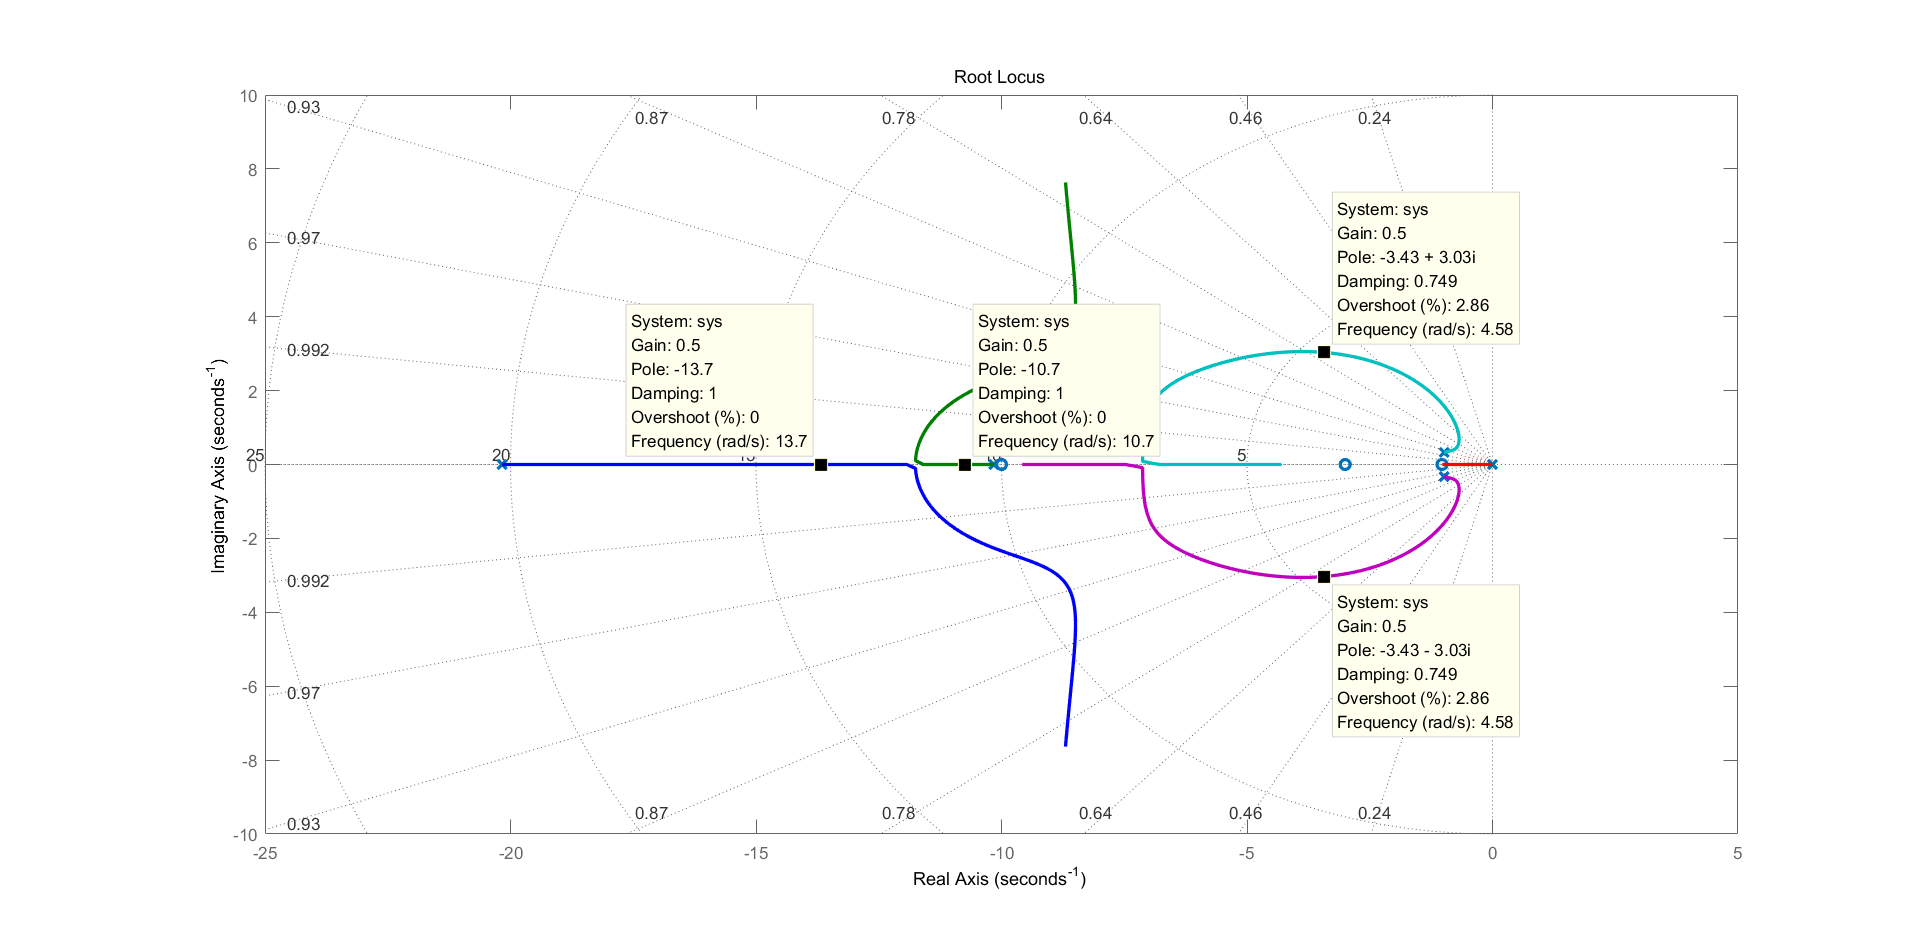 Root Locus
10
8
6
4
2
0
-2
-4
-6
-8
-10
Imaginary Axis (seconds⁻¹)
0.93
0.87
0.78
0.64
0.46
0.24
0.97
0.992
25
20
5
0.992
0.97
0.93
0.87
0.78
0.64
0.46
0.24
System: sys
Gain: 0.5
Pole: -13.7
Damping: 1
Overshoot (%): 0
Frequency (rad/s): 13.7
System: sys
Gain: 0.5
Pole: -10.7
Damping: 1
Overshoot (%): 0
Frequency (rad/s): 10.7
System: sys
Gain: 0.5
Pole: -3.43 + 3.03i
Damping: 0.749
Overshoot (%): 2.86
Frequency (rad/s): 4.58
System: sys
Gain: 0.5
Pole: -3.43 - 3.03i
Damping: 0.749
Overshoot (%): 2.86
Frequency (rad/s): 4.58
-25
-20
-15
-10
-5
0
5
Real Axis (seconds⁻¹)